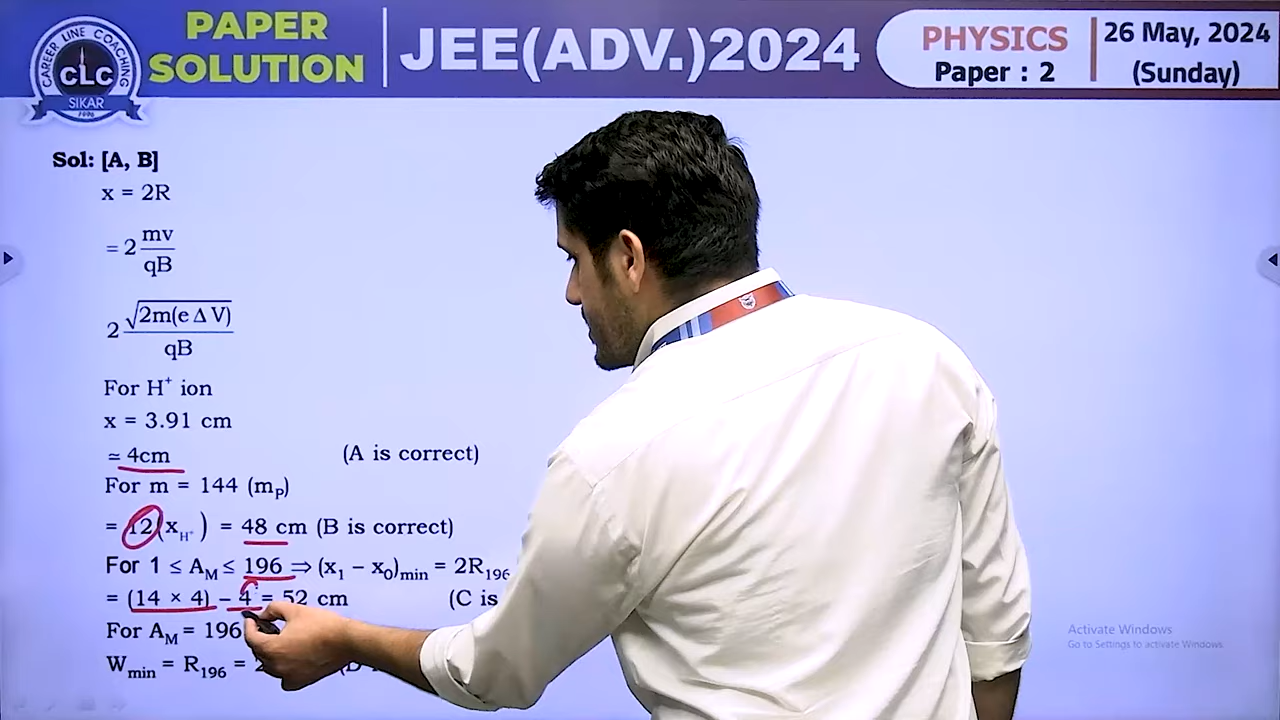 CAREER LINE COACHING
CLC
SIKAR
1996
PAPER
SOLUTION
JEE(ADV.)2024
PHYSICS
Paper : 2
26 May, 2024
(Sunday)
Sol: [A, B]
x = 2R
= 2 mv/qB
2 √2m(e Δ V)/qB
For H⁺ ion
x = 3.91 cm
≃ 4cm (A is correct)
For m = 144 (mₚ)
= 12(x_H⁺) = 48 cm (B is correct)
For 1 ≤ A_M ≤ 196 ⇒ (x₁ − x₀)_min = 2R₁₉₆
= (14 × 4) − 4 = 52 cm (C is
For A_M = 196
W_min = R₁₉₆ =
Activate Windows
Go to Settings to activate Windows.